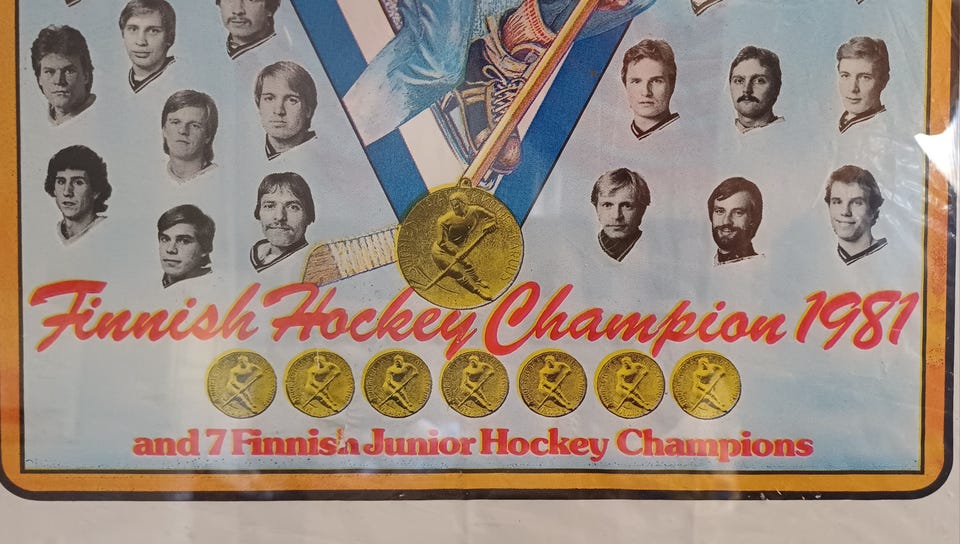 Finnish Hockey Champion 1981
and 7 Finnish Junior Hockey Champions